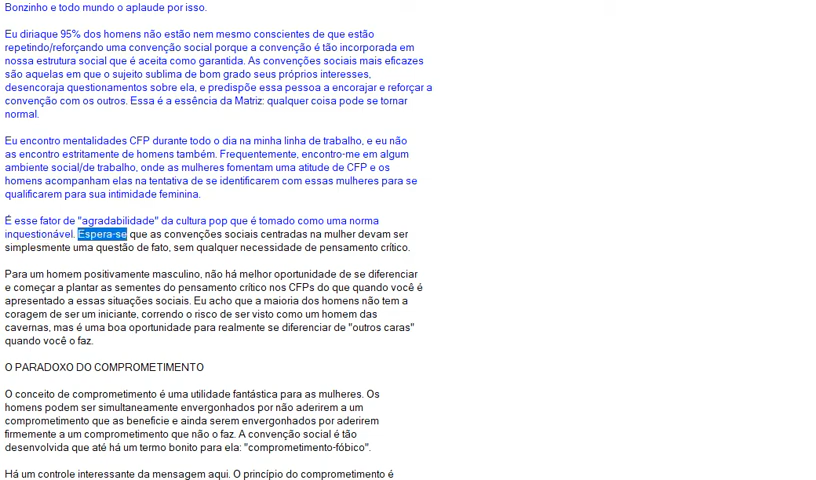 Bonzinho e todo mundo o aplaude por isso.
Eu diriaque 95% dos homens não estão nem mesmo conscientes de que estão
repetindo/reforçando uma convenção social porque a convenção é tão incorporada em
nossa estrutura social que é aceita como garantida. As convenções sociais mais eficazes
são aquelas em que o sujeito sublima de bom grado seus próprios interesses,
desencoraja questionamentos sobre ela, e predispõe essa pessoa a encorajar e reforçar a
convenção com os outros. Essa é a essência da Matriz: qualquer coisa pode se tornar
normal.
Eu encontro mentalidades CFP durante todo o dia na minha linha de trabalho, e eu não
as encontro estritamente de homens também. Frequentemente, encontro-me em algum
ambiente social/de trabalho, onde as mulheres fomentam uma atitude de CFP e os
homens acompanham elas na tentativa de se identificarem com essas mulheres para se
qualificarem para sua intimidade feminina.
É esse fator de "agradabilidade" da cultura pop que é tomado como uma norma
inquestionável. Espera-se que as convenções sociais centradas na mulher devam ser
simplesmente uma questão de fato, sem qualquer necessidade de pensamento crítico.
Para um homem positivamente masculino, não há melhor oportunidade de se diferenciar
e começar a plantar as sementes do pensamento crítico nos CFPs do que quando você é
apresentado a essas situações sociais. Eu acho que a maioria dos homens não tem a
coragem de ser um iniciante, correndo o risco de ser visto como um homem das
cavernas, mas é uma boa oportunidade para realmente se diferenciar de "outros caras"
quando você o faz.
O PARADOXO DO COMPROMETIMENTO
O conceito de comprometimento é uma utilidade fantástica para as mulheres. Os
homens podem ser simultaneamente envergonhados por não aderirem a um
comprometimento que as beneficie e ainda serem envergonhados por aderirem
firmemente a um comprometimento que não o faz. A convenção social é tão
desenvolvida que até há um termo bonito para ela: "comprometimento-fóbico".
Há um controle interessante da mensagem aqui. O princípio do comprometimento é